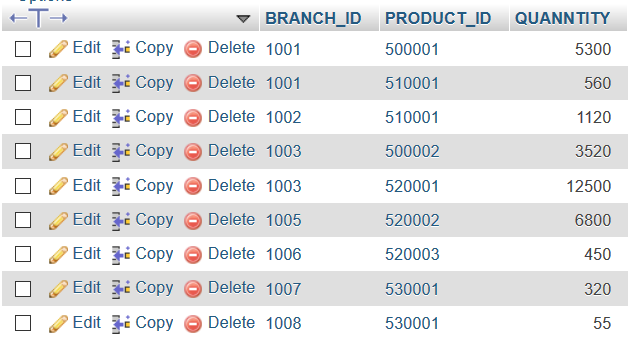 Options
BRANCH_ID PRODUCT_ID QUANNTITY
Edit Copy Delete 1001 500001 5300
Edit Copy Delete 1001 510001 560
Edit Copy Delete 1002 510001 1120
Edit Copy Delete 1003 500002 3520
Edit Copy Delete 1003 520001 12500
Edit Copy Delete 1005 520002 6800
Edit Copy Delete 1006 520003 450
Edit Copy Delete 1007 530001 320
Edit Copy Delete 1008 530001 55